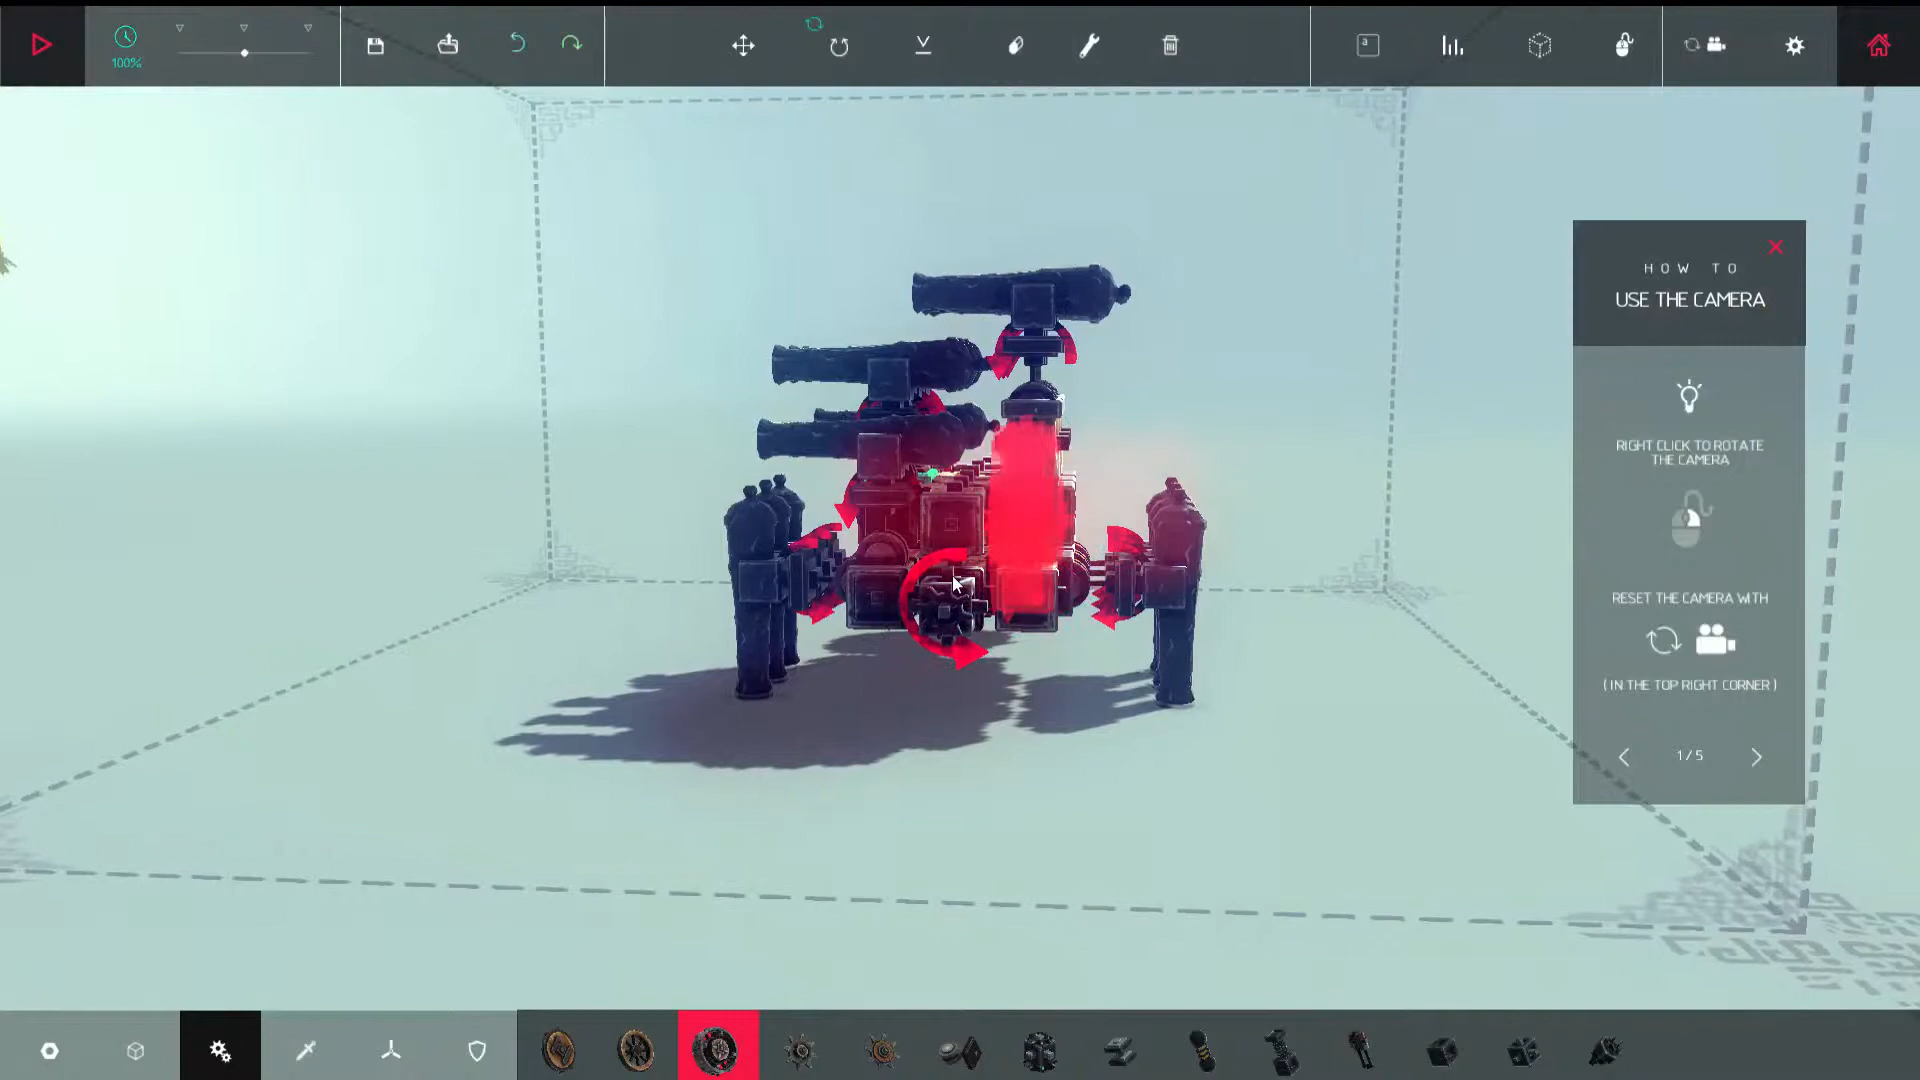 100%
a
HOW TO
USE THE CAMERA
RIGHT CLICK TO ROTATE
THE CAMERA
RESET THE CAMERA WITH
( IN THE TOP RIGHT CORNER )
1/5